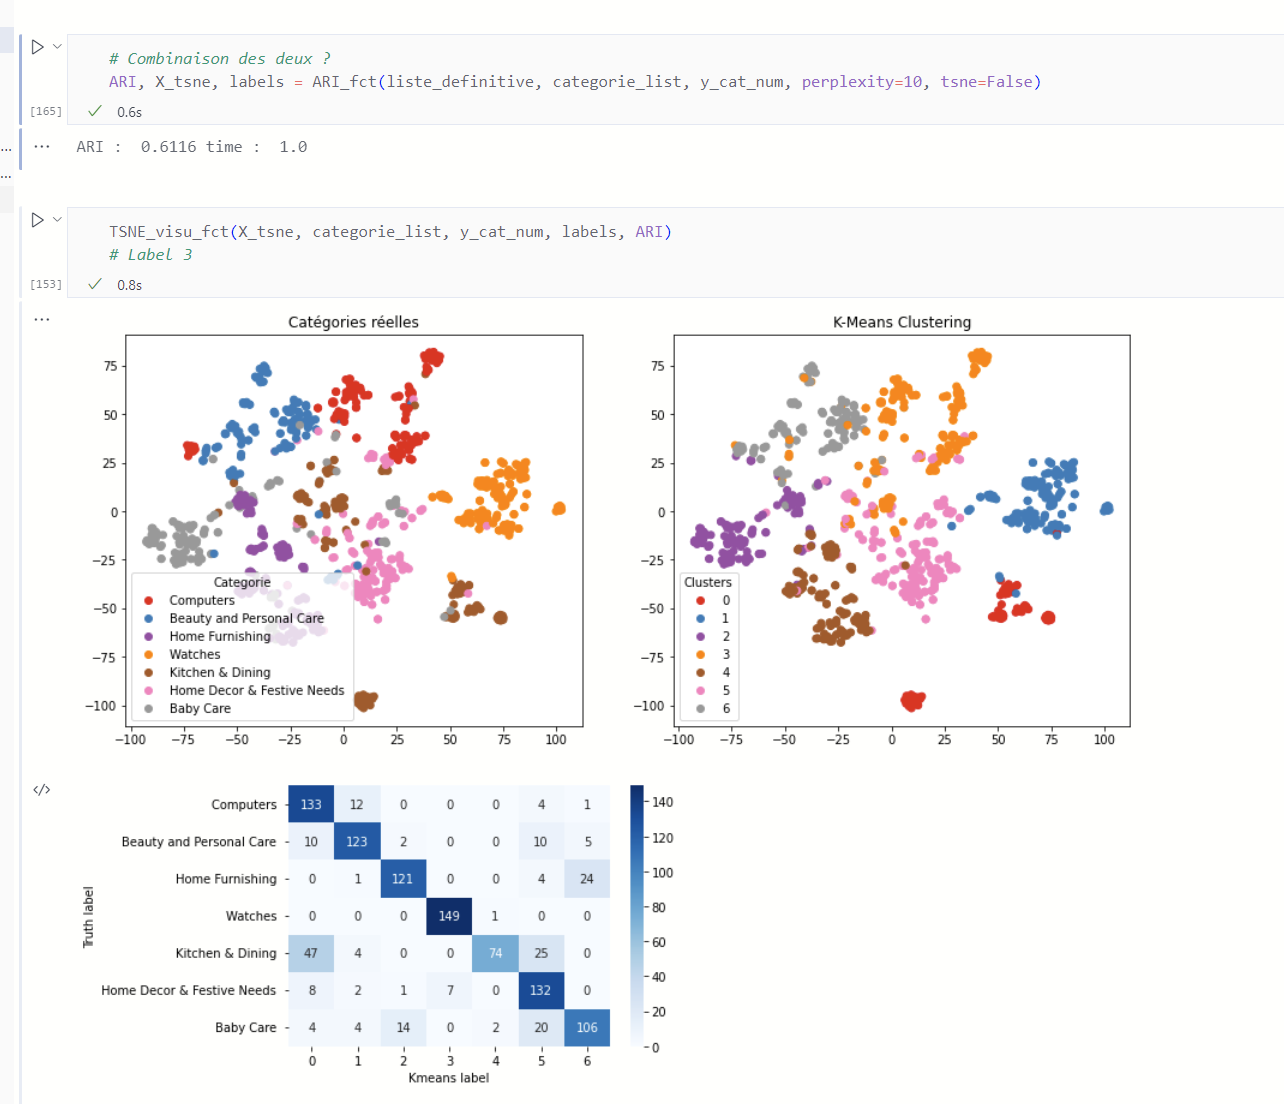 # Combinaison des deux ?
ARI, X_tsne, labels = ARI_fct(liste_definitive, categorie_list, y_cat_num, perplexity=10, tsne=False)
[165]
0.6s
...
...
ARI :  0.6116 time :  1.0
...
TSNE_visu_fct(X_tsne, categorie_list, y_cat_num, labels, ARI)
# Label 3
[153]
0.8s
...
Catégories réelles
75
50
25
0
−25
−50
−75
−100
−100 −75 −50 −25 0 25 50 75 100
Categorie
Computers
Beauty and Personal Care
Home Furnishing
Watches
Kitchen & Dining
Home Decor & Festive Needs
Baby Care
K-Means Clustering
75
50
25
0
−25
−50
−75
−100
−100 −75 −50 −25 0 25 50 75 100
Clusters
0
1
2
3
4
5
6
</>
Truth label
Computers 133 12 0 0 0 4 1
Beauty and Personal Care 10 123 2 0 0 10 5
Home Furnishing 0 1 121 0 0 4 24
Watches 0 0 0 149 1 0 0
Kitchen & Dining 47 4 0 0 74 25 0
Home Decor & Festive Needs 8 2 1 7 0 132 0
Baby Care 4 4 14 0 2 20 106
0 1 2 3 4 5 6
Kmeans label
140
120
100
80
60
40
20
0